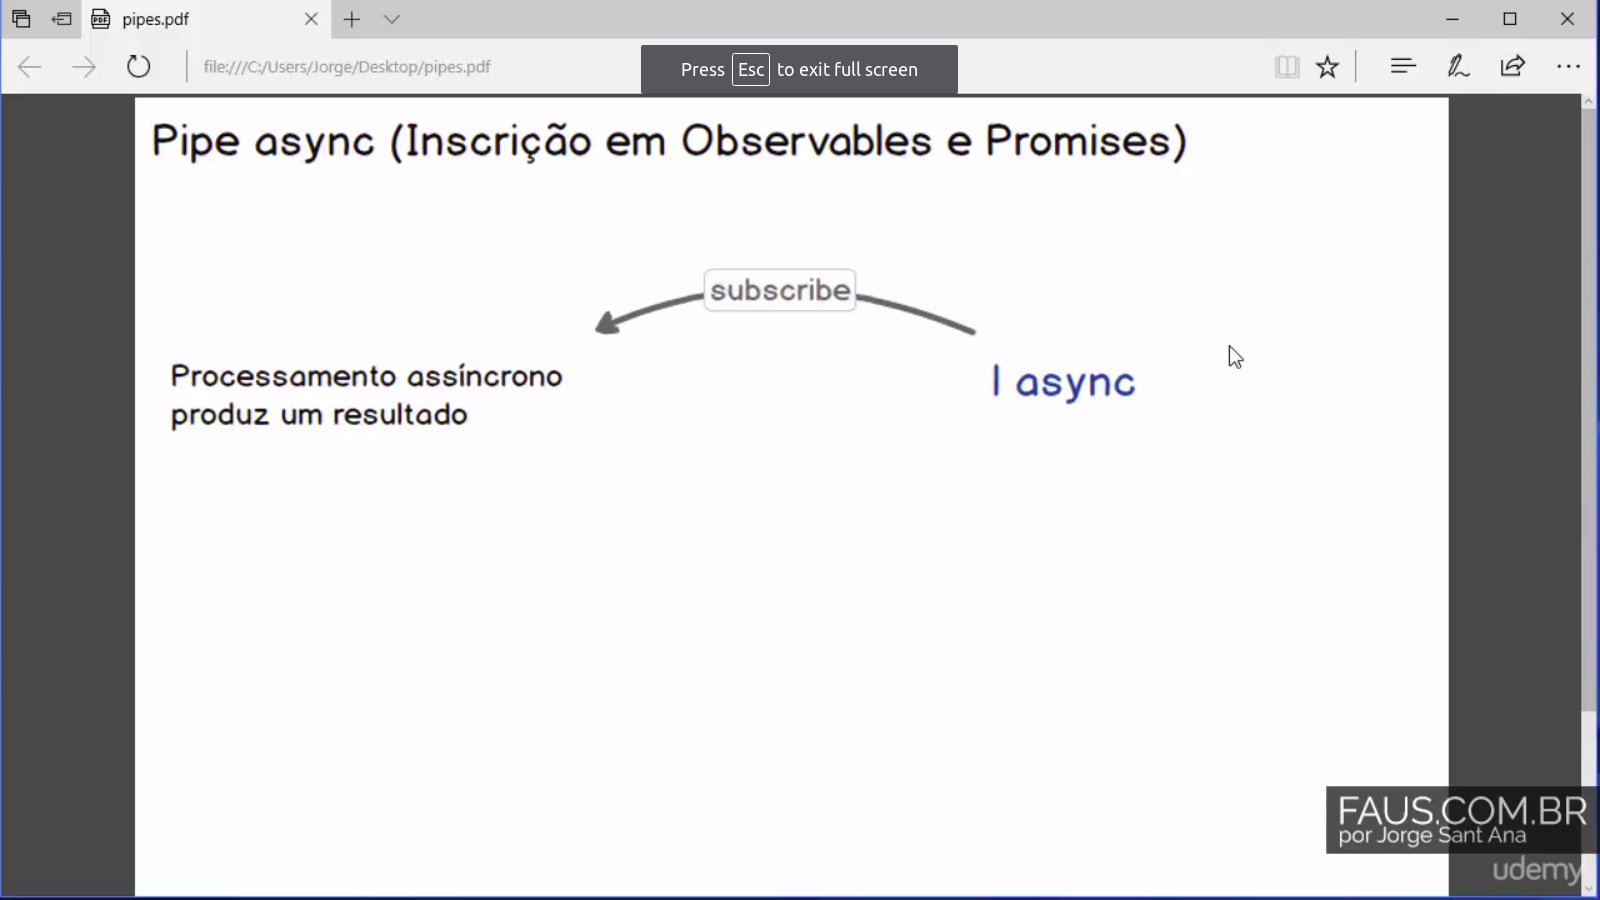 pipes.pdf
file:///C:/Users/Jorge/Desktop/pipes.pdf
Press Esc to exit full screen
Pipe async (Inscrição em Observables e Promises)
subscribe
Processamento assíncrono
produz um resultado
| async
FAUS.COM.BR
por Jorge Sant Ana
udemy